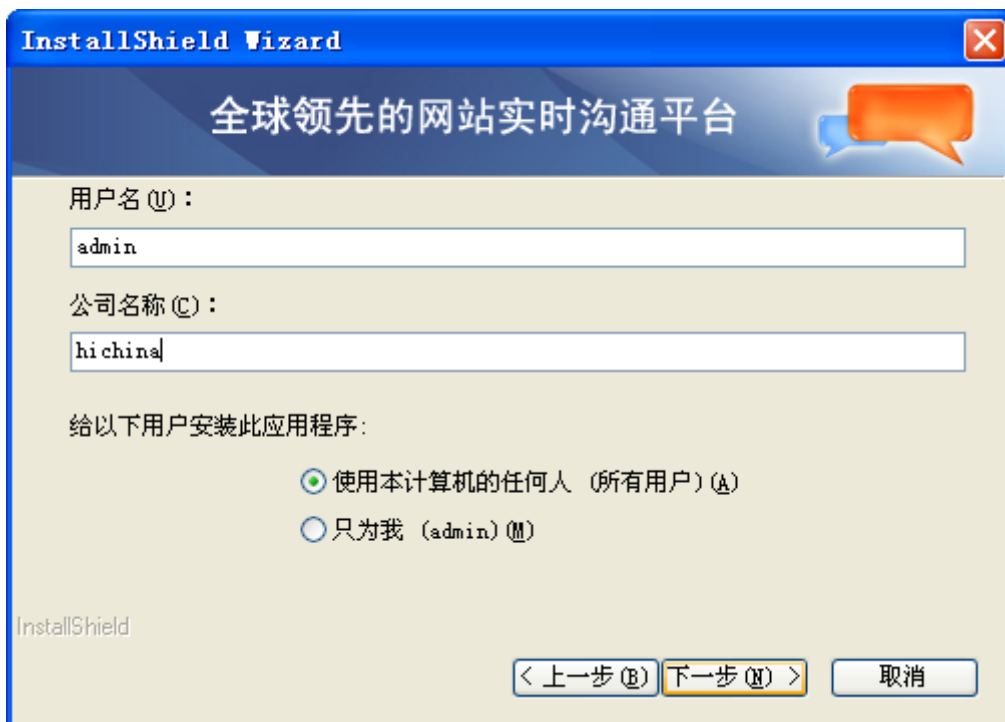 InstallShield Wizard
全球领先的网站实时沟通平台
用户名(U)：
admin
公司名称(C)：
hichina
给以下用户安装此应用程序:
使用本计算机的任何人 (所有用户)(A)
只为我 (admin)(M)
InstallShield
< 上一步(B) 下一步(N) > 取消